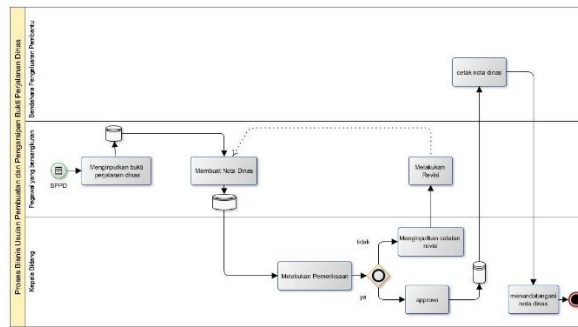 Proses Bisnis Usulan Pembuatan dan Pengarsipan Bukti Perjalanan Dinas
Bendahara Pengeluaran Pembantu
cetak nota dinas
Pegawai yang bersangkutan
SPPD
Menginputkan bukti
perjalanan dinas
Membuat Nota Dinas
Melakukan
Revisi
Kepala Bidang
Melakukan Pemeriksaan
tidak
ya
Menginputkan catatan
revisi
approve
menandatangani
nota dinas